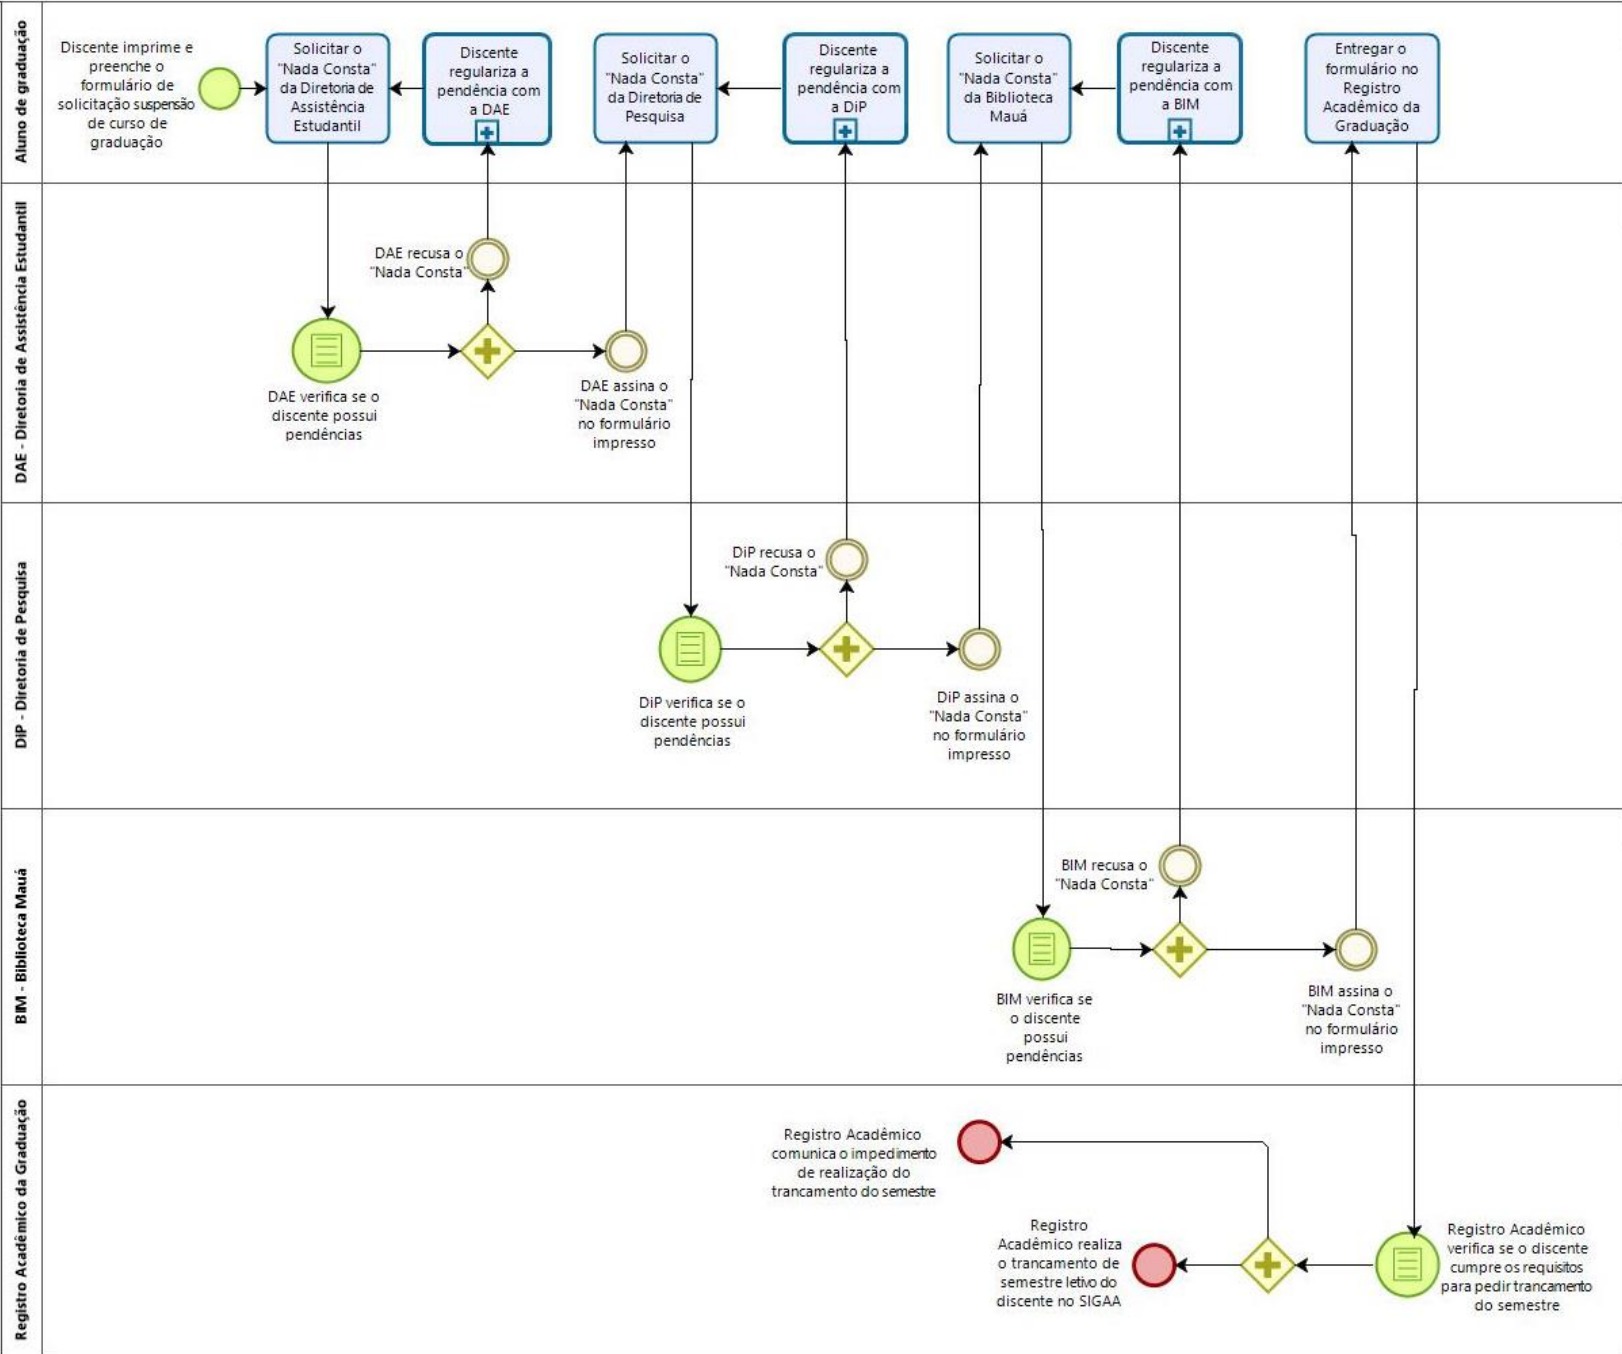 Aluno de graduação
Discente imprime e
preenche o
formulário de
solicitação suspensão
de curso de
graduação
Solicitar o
"Nada Consta"
da Diretoria de
Assistência
Estudantil
Discente
regulariza a
pendência com
a DAE
Solicitar o
"Nada Consta"
da Diretoria de
Pesquisa
Discente
regulariza a
pendência com
a DiP
Solicitar o
"Nada Consta"
da Biblioteca
Mauá
Discente
regulariza a
pendência com
a BIM
Entregar o
formulário no
Registro
Acadêmico da
Graduação
DAE - Diretoria de Assistência Estudantil
DAE recusa o
"Nada Consta"
DAE verifica se o
discente possui
pendências
DAE assina o
"Nada Consta"
no formulário
impresso
DiP - Diretoria de Pesquisa
DiP recusa o
"Nada Consta"
DiP verifica se o
discente possui
pendências
DiP assina o
"Nada Consta"
no formulário
impresso
BIM - Biblioteca Mauá
BIM recusa o
"Nada Consta"
BIM verifica se
o discente
possui
pendências
BIM assina o
"Nada Consta"
no formulário
impresso
Registro Acadêmico da Graduação
Registro Acadêmico
comunica o impedimento
de realização do
trancamento do semestre
Registro
Acadêmico realiza
o trancamento de
semestre letivo do
discente no SIGAA
Registro Acadêmico
verifica se o discente
cumpre os requisitos
para pedir trancamento
do semestre